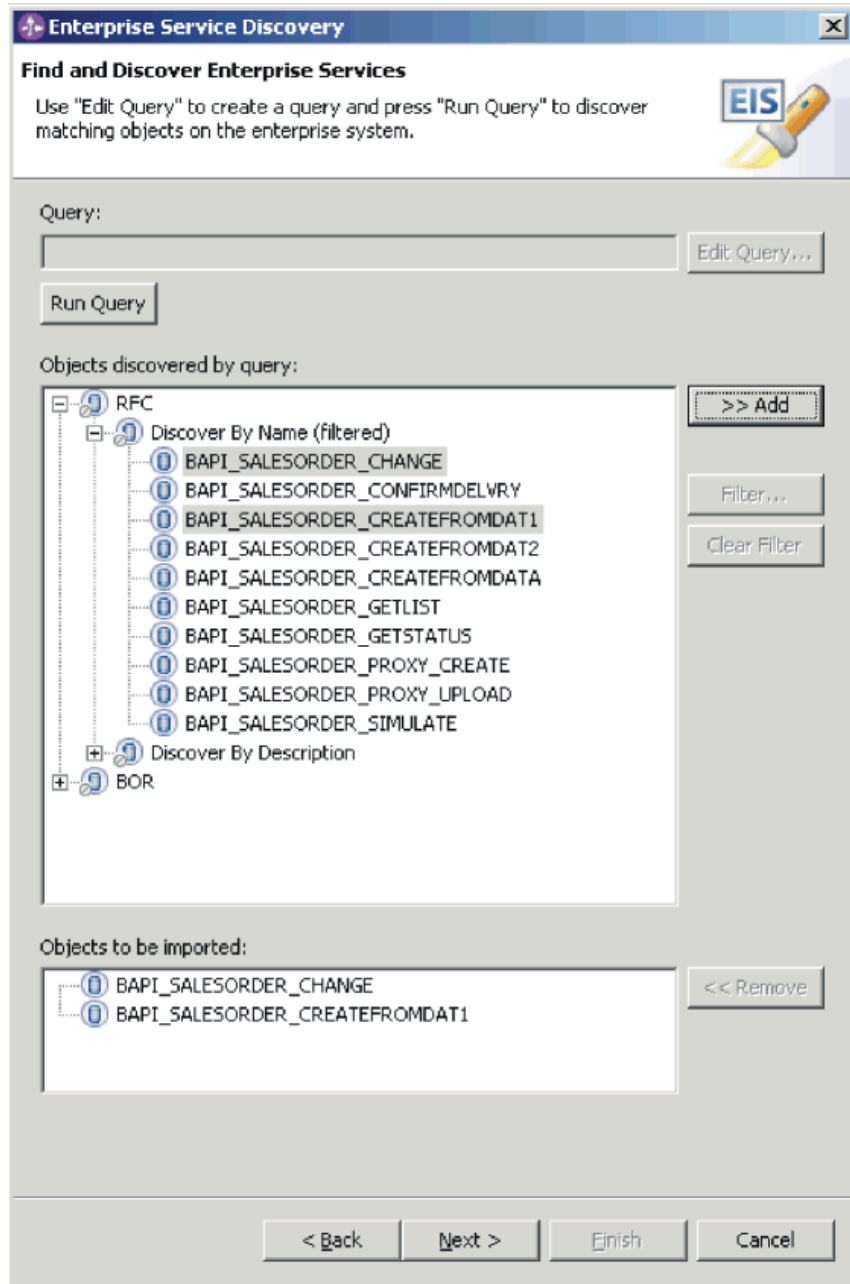 Enterprise Service Discovery
Find and Discover Enterprise Services
Use "Edit Query" to create a query and press "Run Query" to discover
matching objects on the enterprise system.
EIS
Query:
Edit Query...
Run Query
Objects discovered by query:
RFC
>> Add
Discover By Name (filtered)
BAPI_SALESORDER_CHANGE
BAPI_SALESORDER_CONFIRMDELVRY
Filter...
BAPI_SALESORDER_CREATEFROMDAT1
BAPI_SALESORDER_CREATEFROMDAT2
Clear Filter
BAPI_SALESORDER_CREATEFROMDATA
BAPI_SALESORDER_GETLIST
BAPI_SALESORDER_GETSTATUS
BAPI_SALESORDER_PROXY_CREATE
BAPI_SALESORDER_PROXY_UPLOAD
BAPI_SALESORDER_SIMULATE
Discover By Description
BOR
Objects to be imported:
BAPI_SALESORDER_CHANGE
<< Remove
BAPI_SALESORDER_CREATEFROMDAT1
< Back
Next >
Finish
Cancel